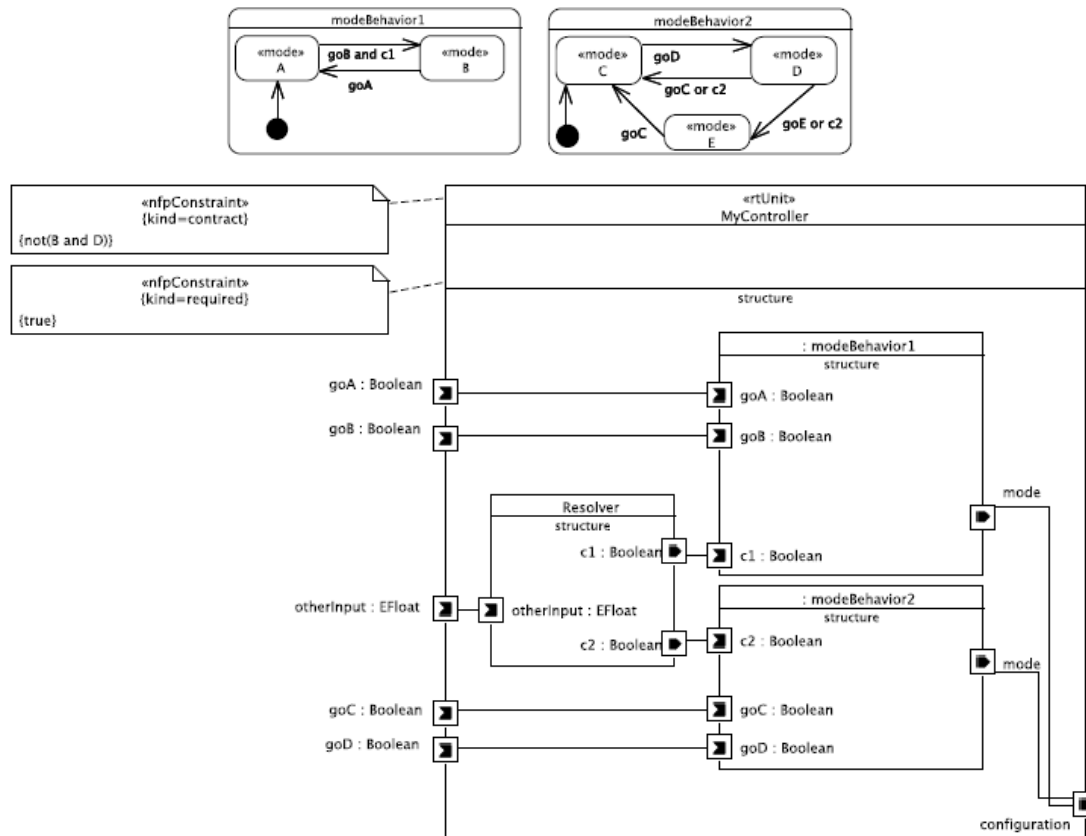 modeBehavior1
«mode»
A
goB and c1
goA
«mode»
B
modeBehavior2
«mode»
C
goD
goC or c2
«mode»
D
goC
«mode»
E
goE or c2
«nfpConstraint»
{kind=contract}
{not(B and D)}
«nfpConstraint»
{kind=required}
{true}
«rtUnit»
MyController
structure
: modeBehavior1
structure
goA : Boolean
goA : Boolean
goB : Boolean
goB : Boolean
mode
Resolver
structure
c1 : Boolean
c1 : Boolean
otherInput : EFloat
otherInput : EFloat
c2 : Boolean
: modeBehavior2
structure
c2 : Boolean
mode
goC : Boolean
goC : Boolean
goD : Boolean
goD : Boolean
configuration